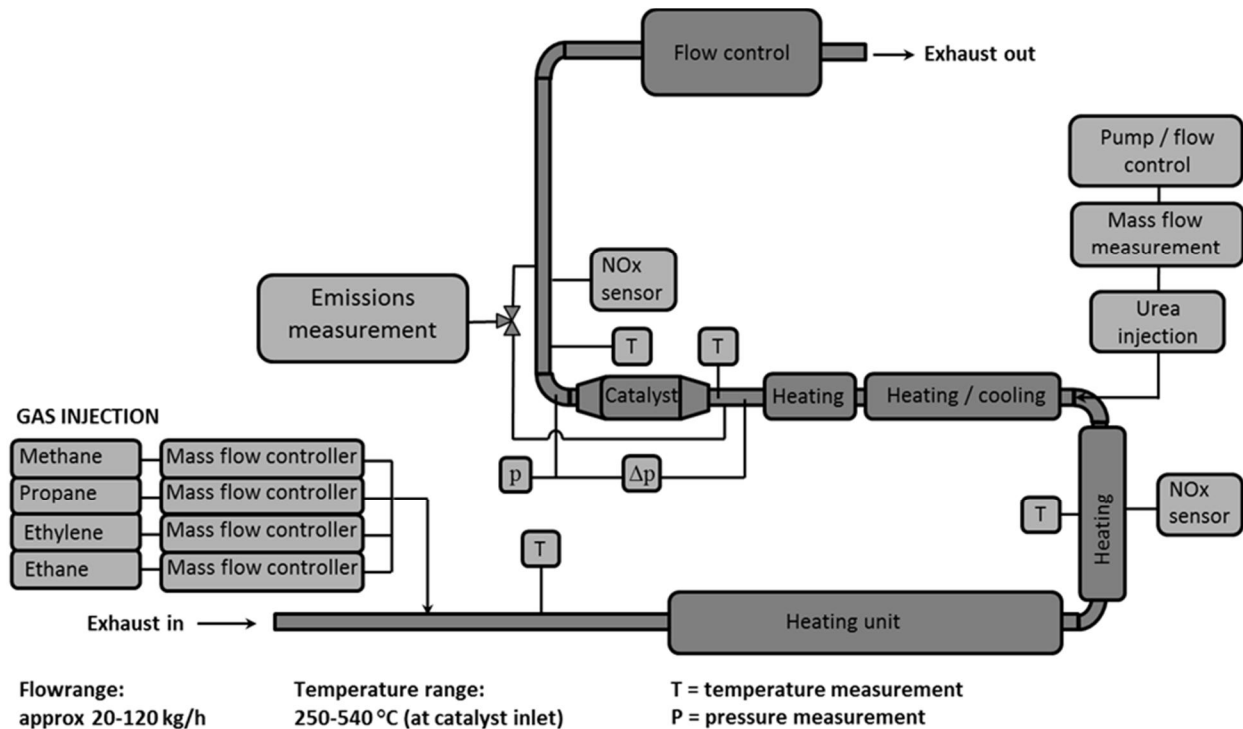 Flow control
Exhaust out
Pump / flow
control
Mass flow
measurement
Urea
injection
NOx
sensor
Emissions
measurement
T
T
Catalyst
Heating
Heating / cooling
GAS INJECTION
Methane
Mass flow controller
Propane
Mass flow controller
Ethylene
Mass flow controller
Ethane
Mass flow controller
p
Δp
T
T
Heating
NOx
sensor
Exhaust in
Heating unit
Flowrange:
approx 20-120 kg/h
Temperature range:
250-540 °C (at catalyst inlet)
T = temperature measurement
P = pressure measurement